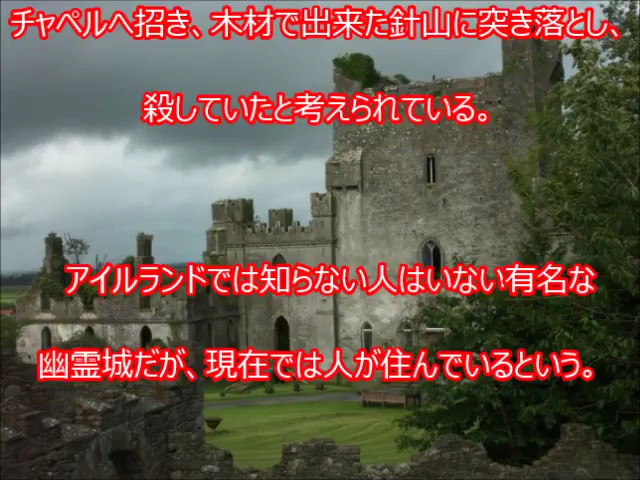 チャペルへ招き、木材で出来た針山に突き落とし、
殺していたと考えられている。
アイルランドでは知らない人はいない有名な
幽霊城だが、現在では人が住んでいるという。